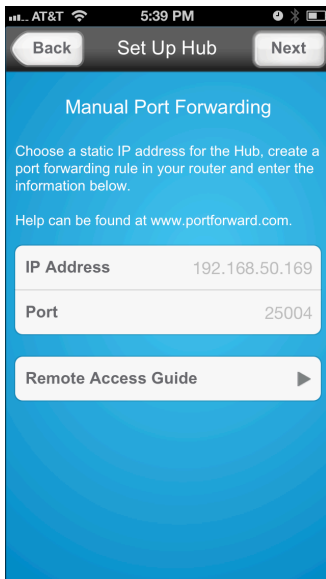 AT&T 5:39 PM
Back Set Up Hub Next
Manual Port Forwarding
Choose a static IP address for the Hub, create a
port forwarding rule in your router and enter the
information below.
Help can be found at www.portforward.com.
IP Address 192.168.50.169
Port 25004
Remote Access Guide